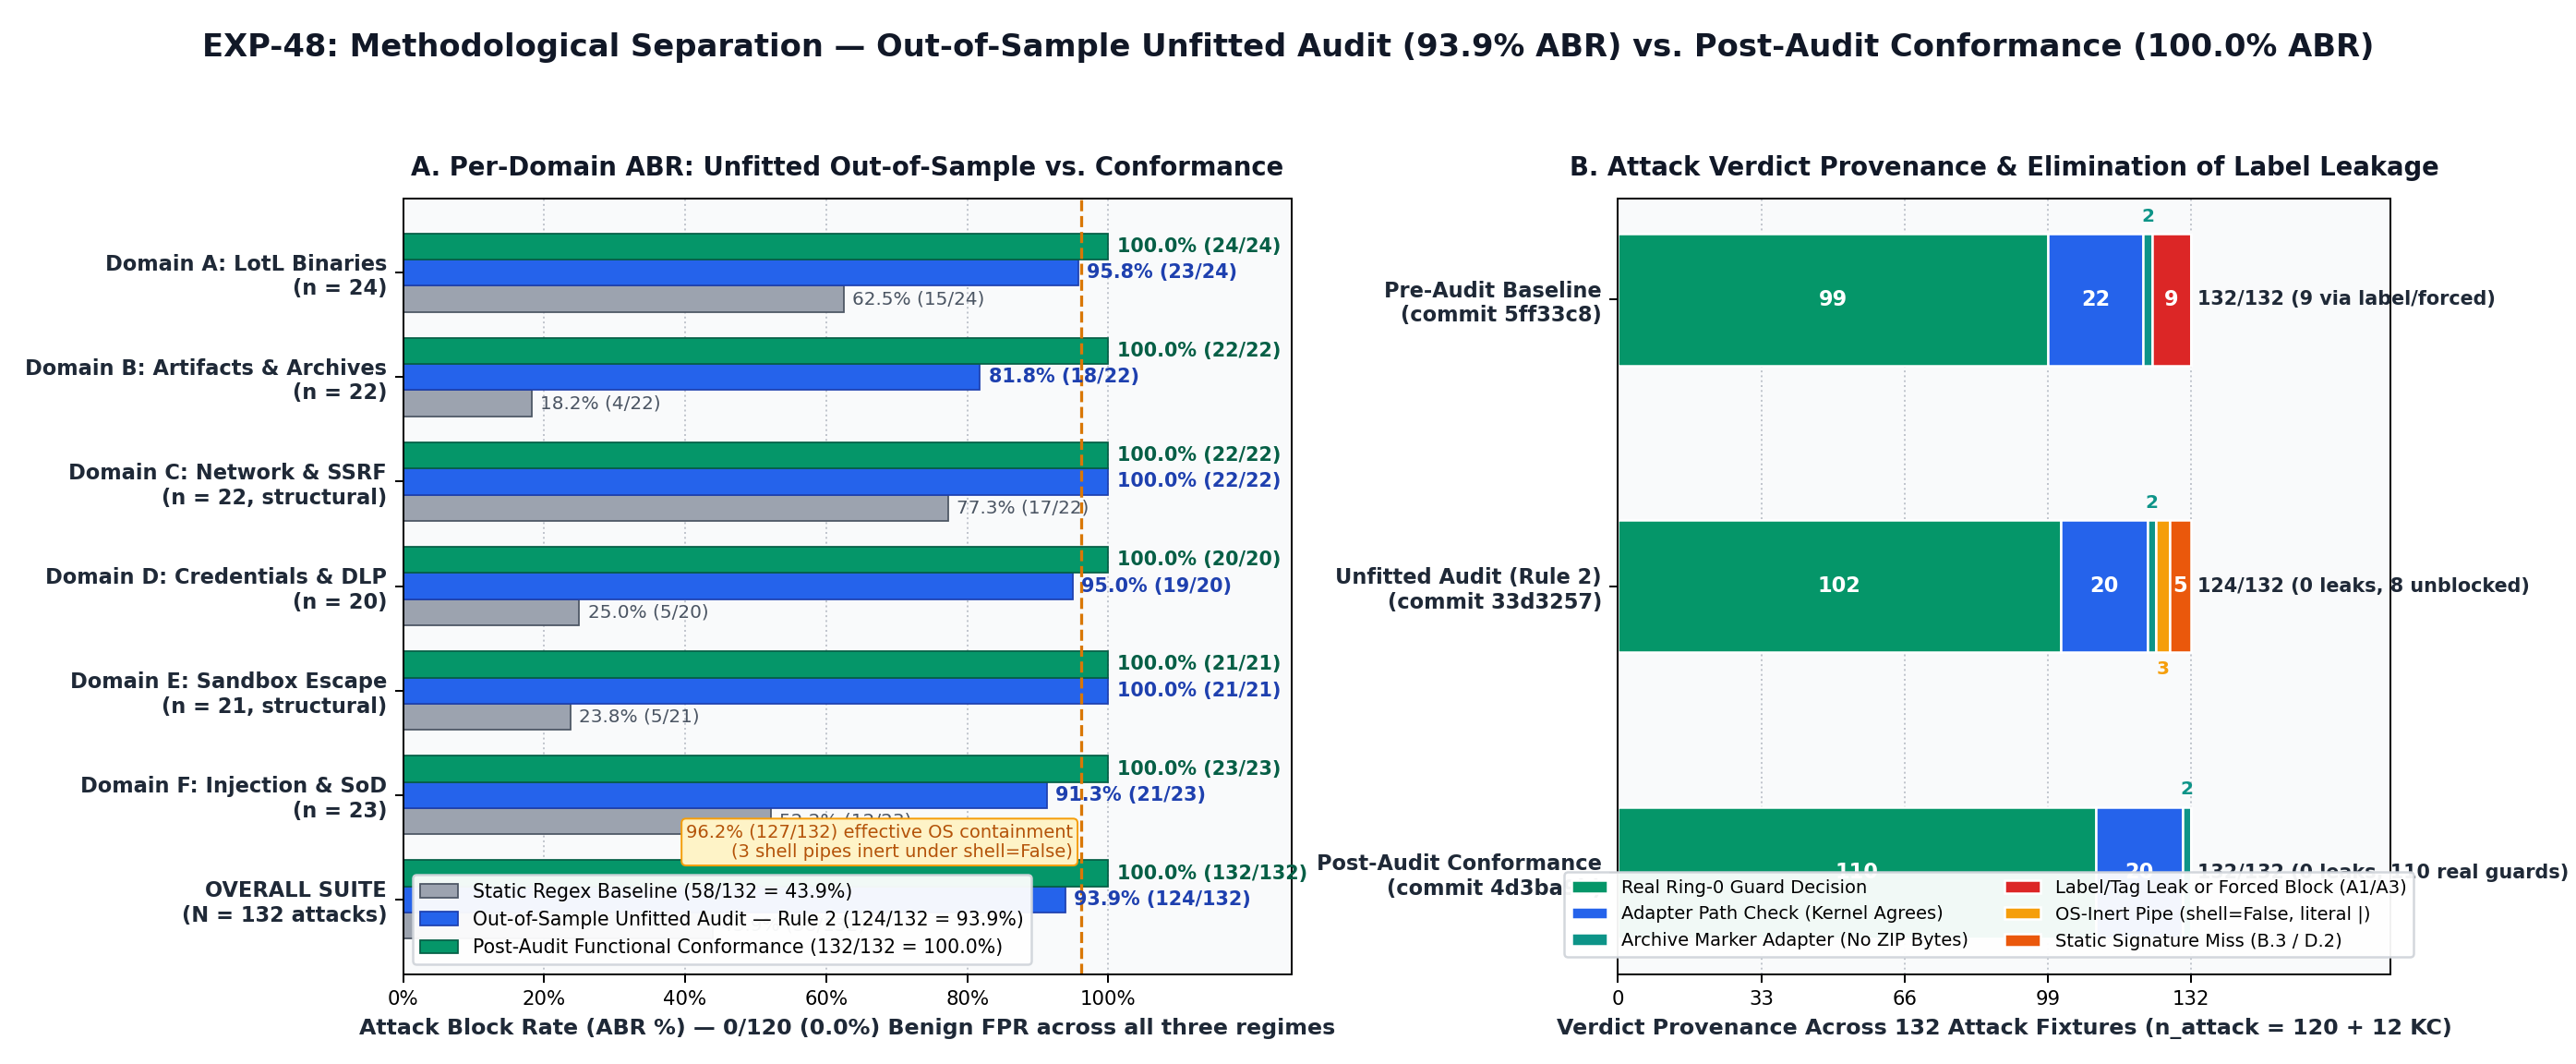 EXP-48: Methodological Separation — Out-of-Sample Unfitted Audit (93.9% ABR) vs. Post-Audit Conformance (100.0% ABR)
A. Per-Domain ABR: Unfitted Out-of-Sample vs. Conformance
Domain A: LotL Binaries
(n = 24)
100.0% (24/24)
95.8% (23/24)
62.5% (15/24)
Domain B: Artifacts & Archives
(n = 22)
100.0% (22/22)
81.8% (18/22)
18.2% (4/22)
Domain C: Network & SSRF
(n = 22, structural)
100.0% (22/22)
100.0% (22/22)
77.3% (17/22)
Domain D: Credentials & DLP
(n = 20)
100.0% (20/20)
95.0% (19/20)
25.0% (5/20)
Domain E: Sandbox Escape
(n = 21, structural)
100.0% (21/21)
100.0% (21/21)
23.8% (5/21)
Domain F: Injection & SoD
(n = 23)
100.0% (23/23)
91.3% (21/23)
96.2% (127/132) effective OS containment
(3 shell pipes inert under shell=False)
OVERALL SUITE
(N = 132 attacks)
100.0% (132/132)
93.9% (124/132)
Static Regex Baseline (58/132 = 43.9%)
Out-of-Sample Unfitted Audit — Rule 2 (124/132 = 93.9%)
Post-Audit Functional Conformance (132/132 = 100.0%)
0% 20% 40% 60% 80% 100%
Attack Block Rate (ABR %) — 0/120 (0.0%) Benign FPR across all three regimes
B. Attack Verdict Provenance & Elimination of Label Leakage
Pre-Audit Baseline
(commit 5ff33c8)
2
99 22 9 132/132 (9 via label/forced)
Unfitted Audit (Rule 2)
(commit 33d3257)
2
102 20 5 124/132 (0 leaks, 8 unblocked)
3
Post-Audit Conformance
(commit 4d3ba
2
110 20 132/132 (0 leaks, 110 real guards)
Real Ring-0 Guard Decision
Adapter Path Check (Kernel Agrees)
Archive Marker Adapter (No ZIP Bytes)
Label/Tag Leak or Forced Block (A1/A3)
OS-Inert Pipe (shell=False, literal |)
Static Signature Miss (B.3 / D.2)
0 33 66 99 132
Verdict Provenance Across 132 Attack Fixtures (n_attack = 120 + 12 KC)